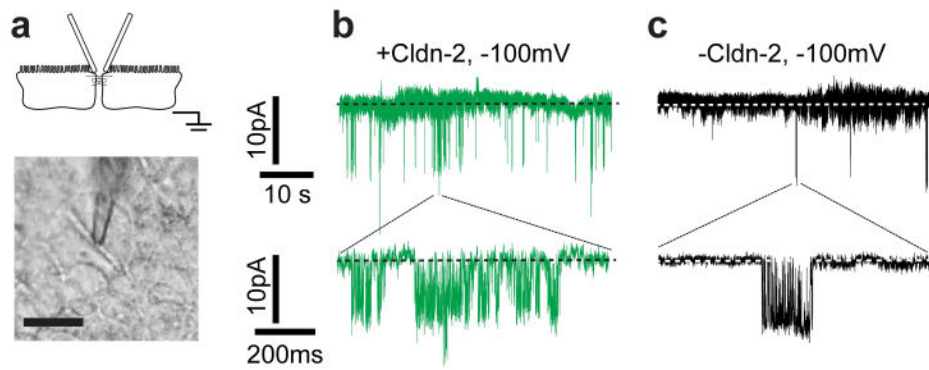 a
b
c
+Cldn-2, -100mV
-Cldn-2, -100mV
10pA
10 s
10pA
200ms